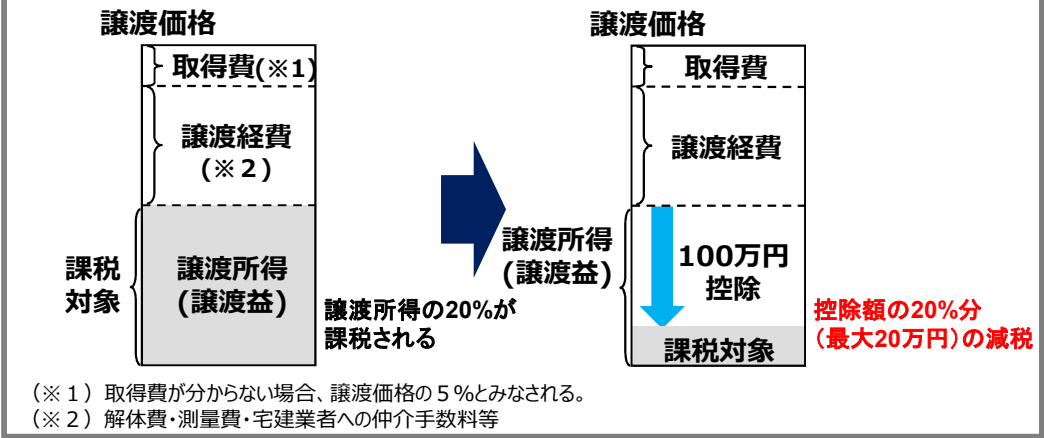 譲渡価格
取得費(※1)
譲渡経費
(※２)
課税
対象
譲渡所得
(譲渡益)
譲渡所得の20%が
課税される
譲渡価格
取得費
譲渡経費
譲渡所得
(譲渡益)
100万円
控除
課税対象
控除額の20%分
（最大20万円）の減税
（※１）取得費が分からない場合、譲渡価格の５%とみなされる。
（※２）解体費・測量費・宅建業者への仲介手数料等